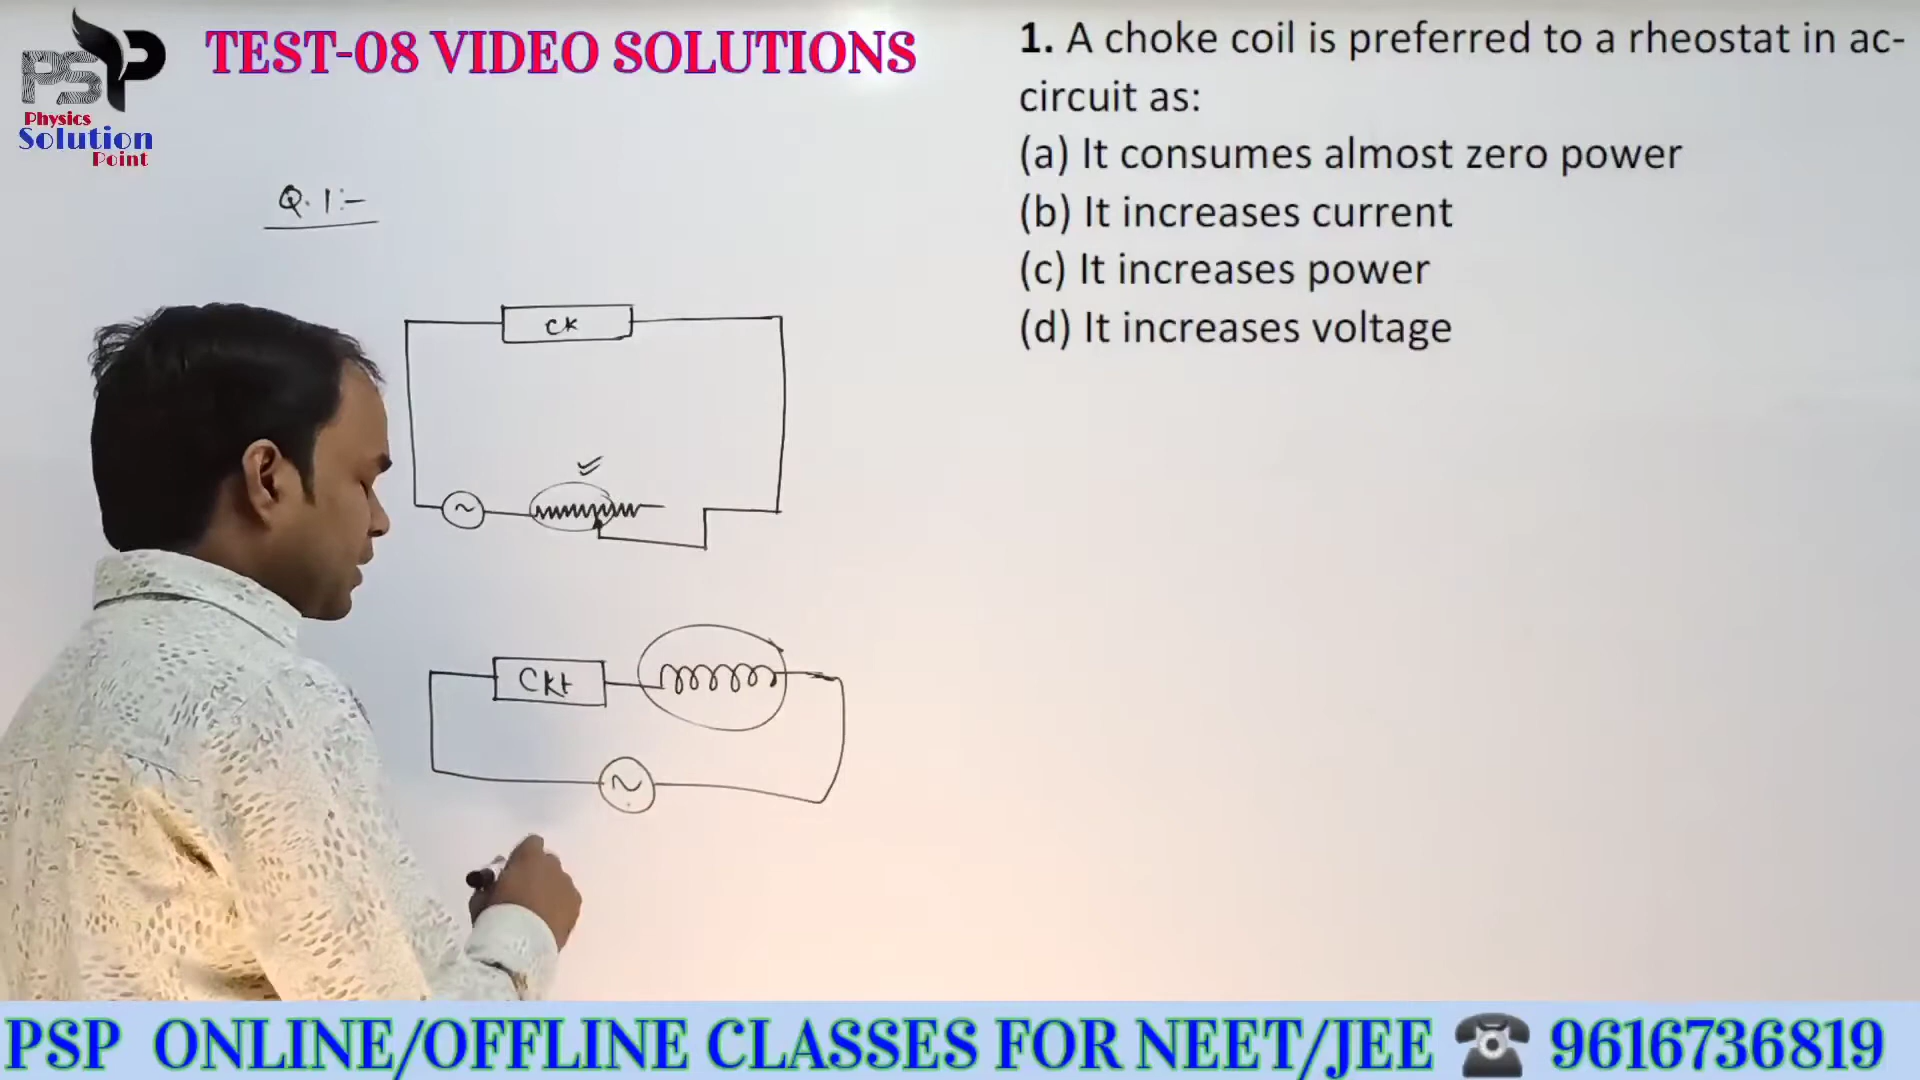 PSP
Physics
Solution
Point
TEST-08 VIDEO SOLUTIONS
1. A choke coil is preferred to a rheostat in ac-
circuit as:
(a) It consumes almost zero power
(b) It increases current
(c) It increases power
(d) It increases voltage
Q.1:-
CK
~
Ckt
~
PSP ONLINE/OFFLINE CLASSES FOR NEET/JEE ☎ 9616736819